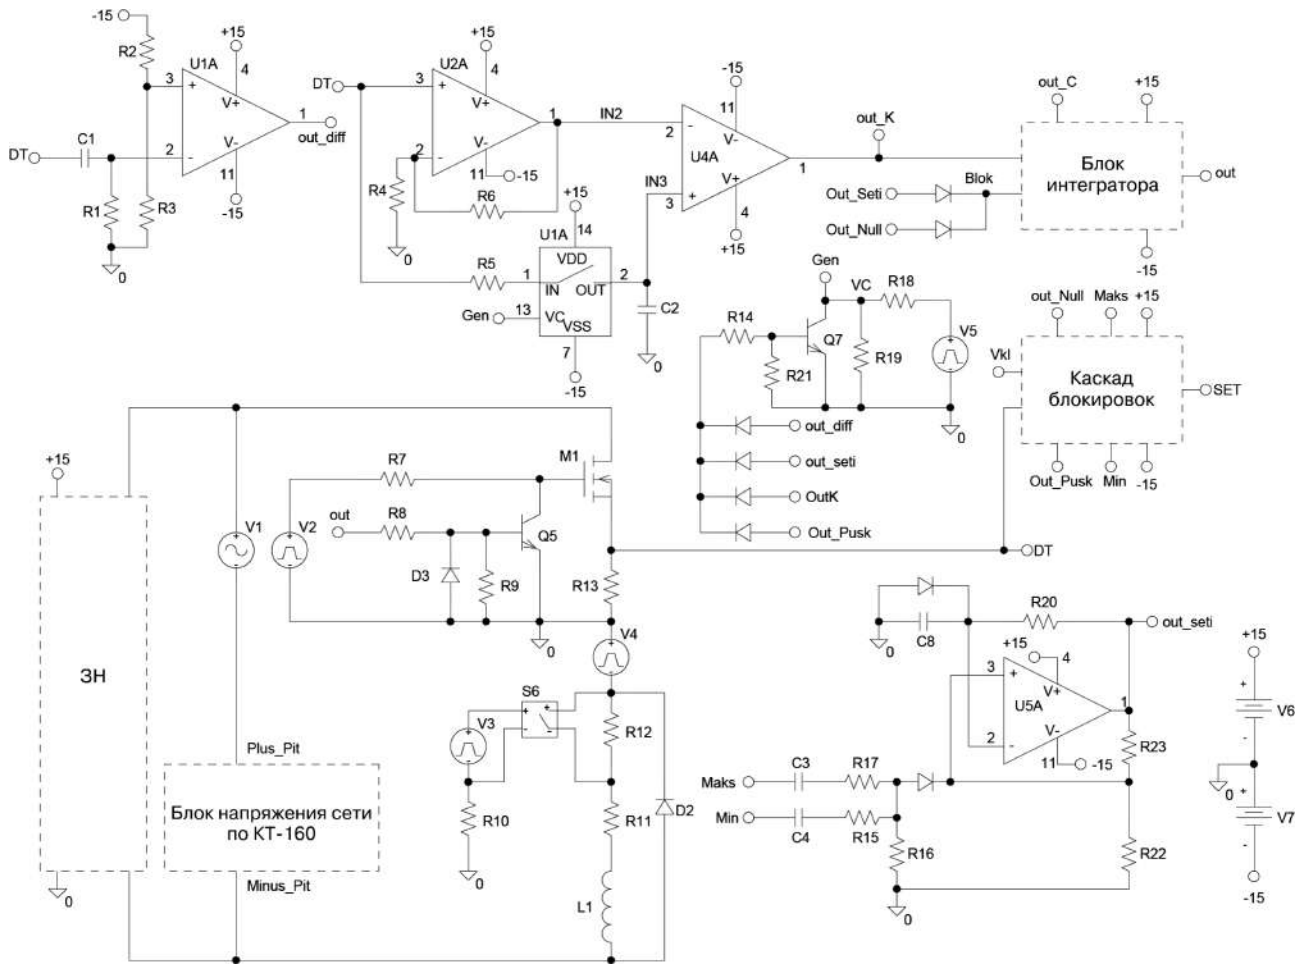 -15
R2
+15
U1A
4
3
+
V+
1
out_diff
C1
DT
2
-
V-
11
-15
R1
R3
0
DT
+15
U2A
4
3
+
V+
2
-
V-
11
-15
R4
R6
0
IN2
IN3
-15
11
2
-
V-
U4A
V+
3
+
4
+15
1
out_K
out_C
+15
Блок
интегратора
out
Out_Seti
Blok
Out_Null
-15
+15
U1A
14
VDD
R5
1
2
IN
OUT
Gen
13
VC
VSS
7
-15
C2
0
Gen
VC
R18
R14
Q7
V5
R21
R19
0
out_diff
out_seti
OutK
Out_Pusk
out_Null
Maks
+15
Vkl
Каскад
блокировок
SET
Out_Pusk
Min
-15
+15
ЗН
0
V1
V2
R7
M1
out
R8
Q5
D3
R9
R13
0
V4
DT
S6
+
+
-
-
V3
R12
R10
0
R11
D2
L1
Plus_Pit
Блок напряжения сети
по КТ-160
Minus_Pit
0
C8
R20
out_seti
+15
4
3
+
V+
U5A
1
2
-
V-
11
-15
R23
Maks
C3
R17
Min
C4
R15
R16
R22
0
+15
+
V6
-
0
+
V7
-
-15